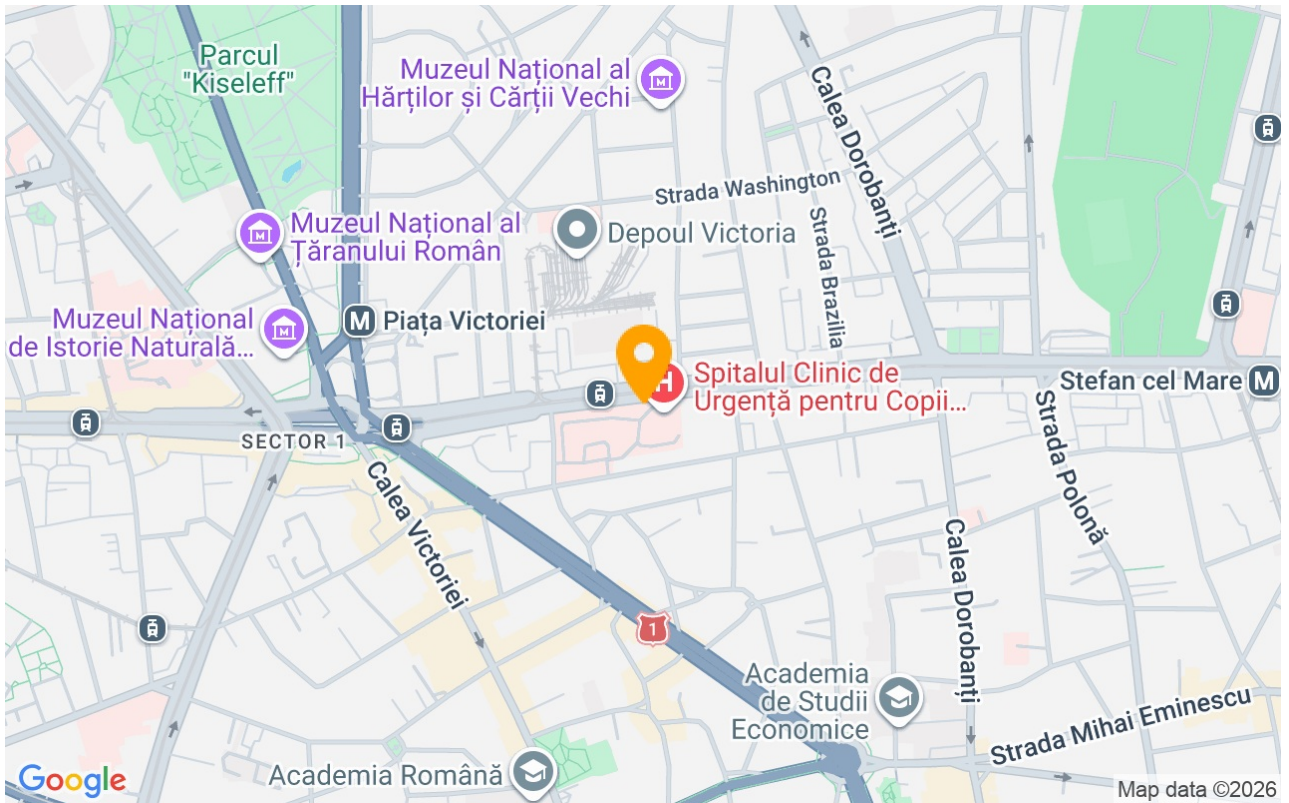 Parcul
"Kiseleff"
Muzeul Național al
Hărților și Cărții Vechi
Calea Dorobanți
Strada Washington
Muzeul Național al
Țăranului Român
Depoul Victoria
Strada Brazilia
Muzeul Național
de Istorie Naturală...
M Piața Victoriei
H
Spitalul Clinic de
Urgență pentru Copii...
Stefan cel Mare M
SECTOR 1
Calea Victoriei
Strada Polonă
Calea Dorobanți
1
Academia
de Studii
Economice
Strada Mihai Eminescu
Academia Română
Google
Map data ©2026